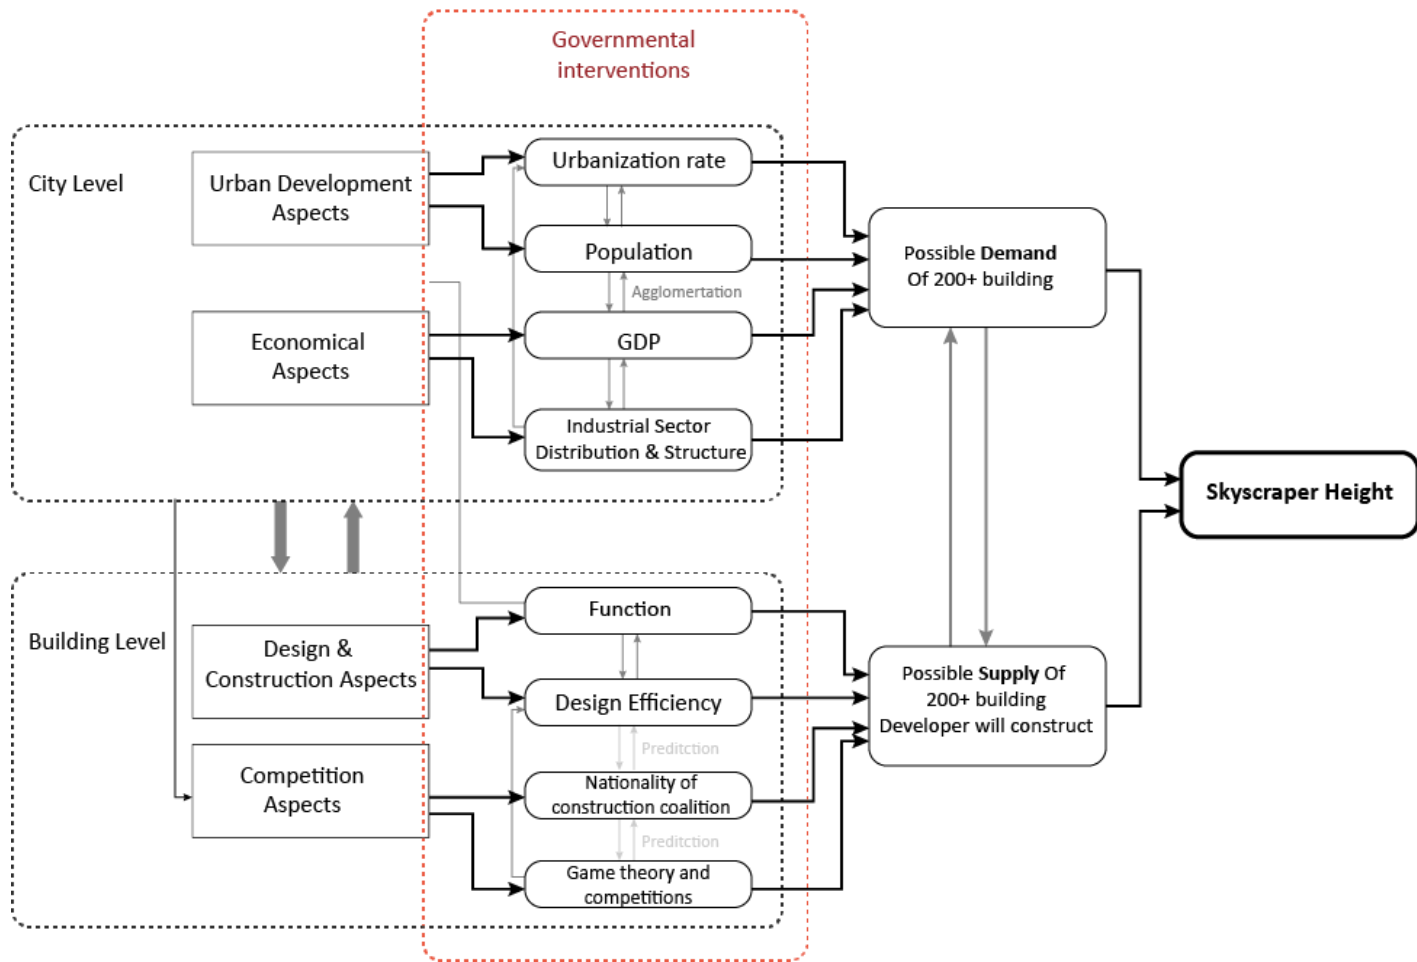 Governmental
interventions
City Level
Urban Development
Aspects
Economical
Aspects
Urbanization rate
Population
Agglomertation
GDP
Industrial Sector
Distribution & Structure
Possible Demand
Of 200+ building
Skyscraper Height
Building Level
Design &
Construction Aspects
Competition
Aspects
Function
Design Efficiency
Preditction
Nationality of
construction coalition
Preditction
Game theory and
competitions
Possible Supply Of
200+ building
Developer will construct